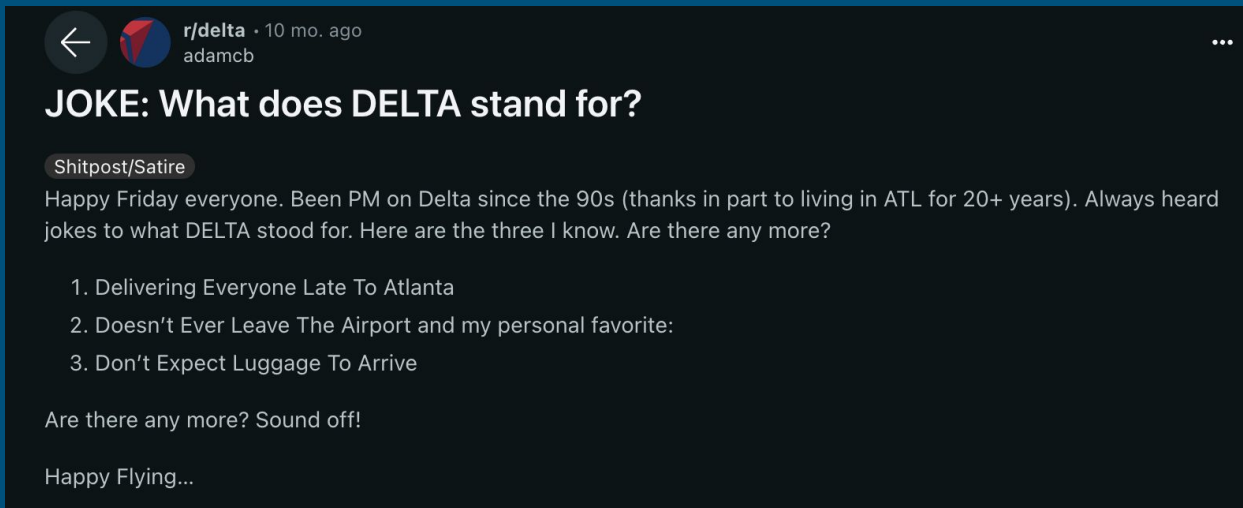 r/delta • 10 mo. ago
adamcb
JOKE: What does DELTA stand for?
Shitpost/Satire
Happy Friday everyone. Been PM on Delta since the 90s (thanks in part to living in ATL for 20+ years). Always heard
jokes to what DELTA stood for. Here are the three I know. Are there any more?
1. Delivering Everyone Late To Atlanta
2. Doesn’t Ever Leave The Airport and my personal favorite:
3. Don’t Expect Luggage To Arrive
Are there any more? Sound off!
Happy Flying...